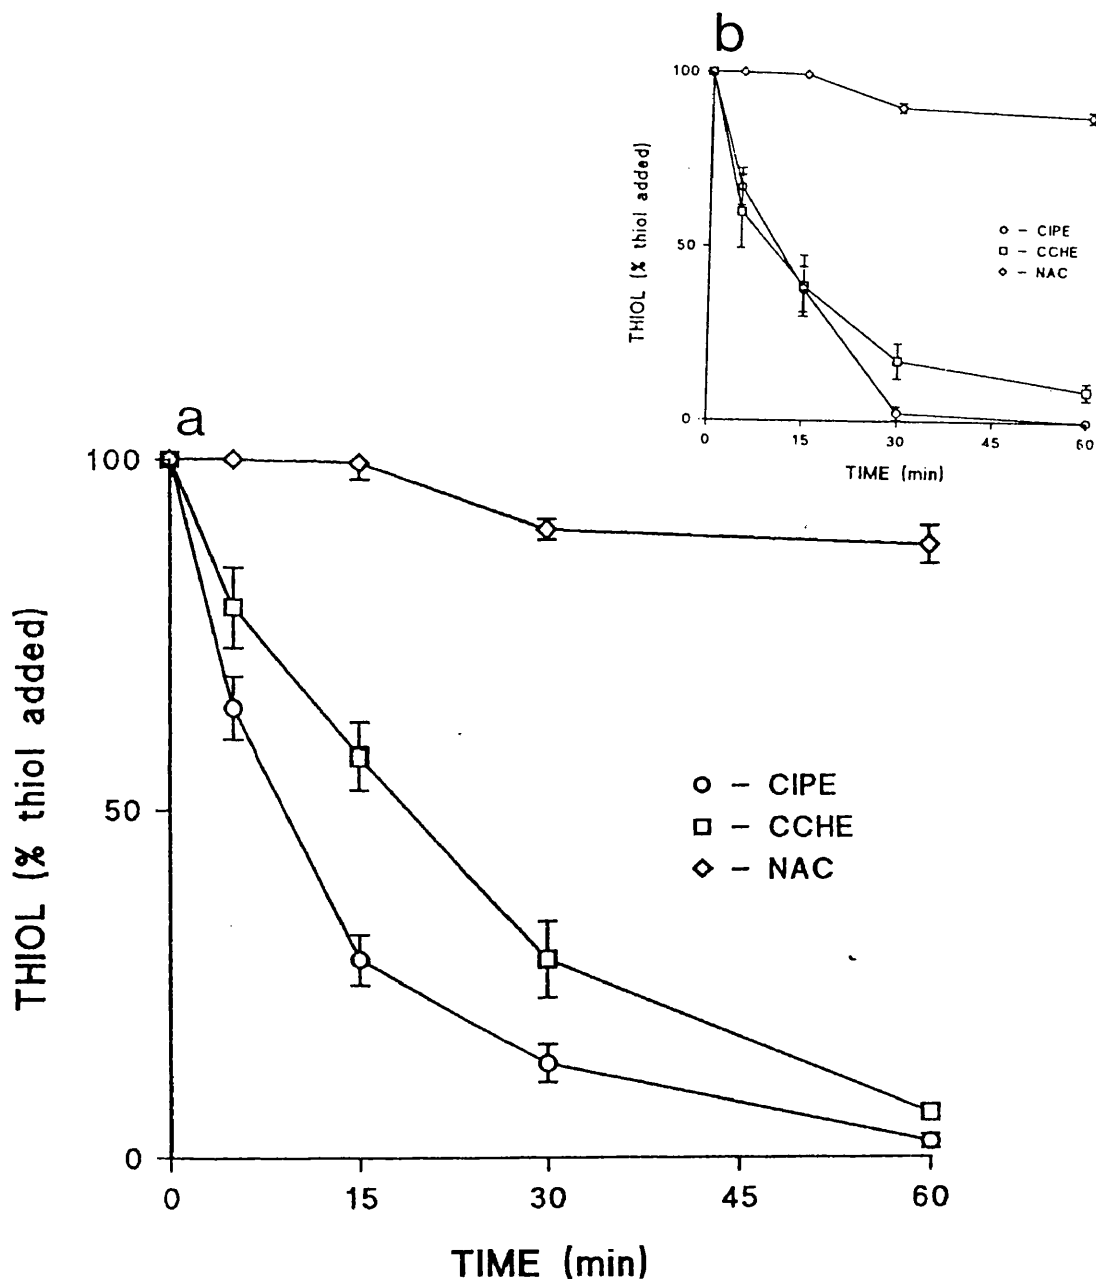 b
100
50
0
THIOL (% thiol added)
○ – CIPE
□ – CCHE
◇ – NAC
0 15 30 45 60
TIME (min)
a
100
50
0
THIOL (% thiol added)
○ – CIPE
□ – CCHE
◇ – NAC
0 15 30 45 60
TIME (min)